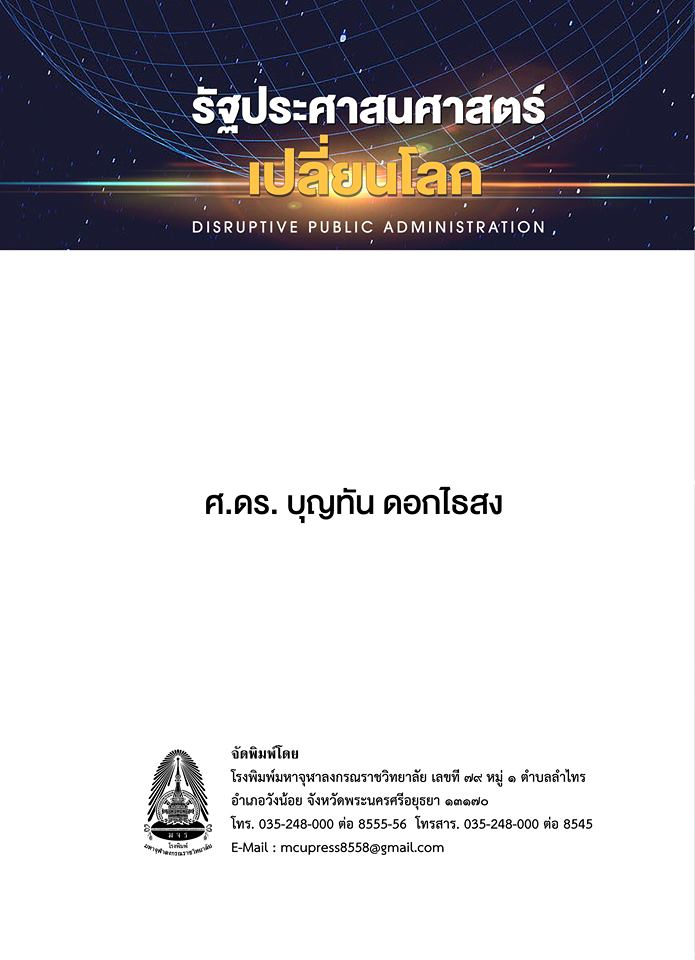 รัฐประศาสนศาสตร์
เปลี่ยนโลก
DISRUPTIVE PUBLIC ADMINISTRATION
ศ.ดร. บุญทัน ดอกไธสง
จัดพิมพ์โดย
โรงพิมพ์มหาจุฬาลงกรณราชวิทยาลัย เลขที่ ๗๙ หมู่ ๑ ตำบลลำไทร
อำเภอวังน้อย จังหวัดพระนครศรีอยุธยา ๑๓๑๗๐
โทร. 035-248-000 ต่อ 8555-56 โทรสาร. 035-248-000 ต่อ 8545
E-Mail : mcupress8558@gmail.com
ม จ ร
โรงพิมพ์
มหาจุฬาลงกรณราชวิทยาลัย